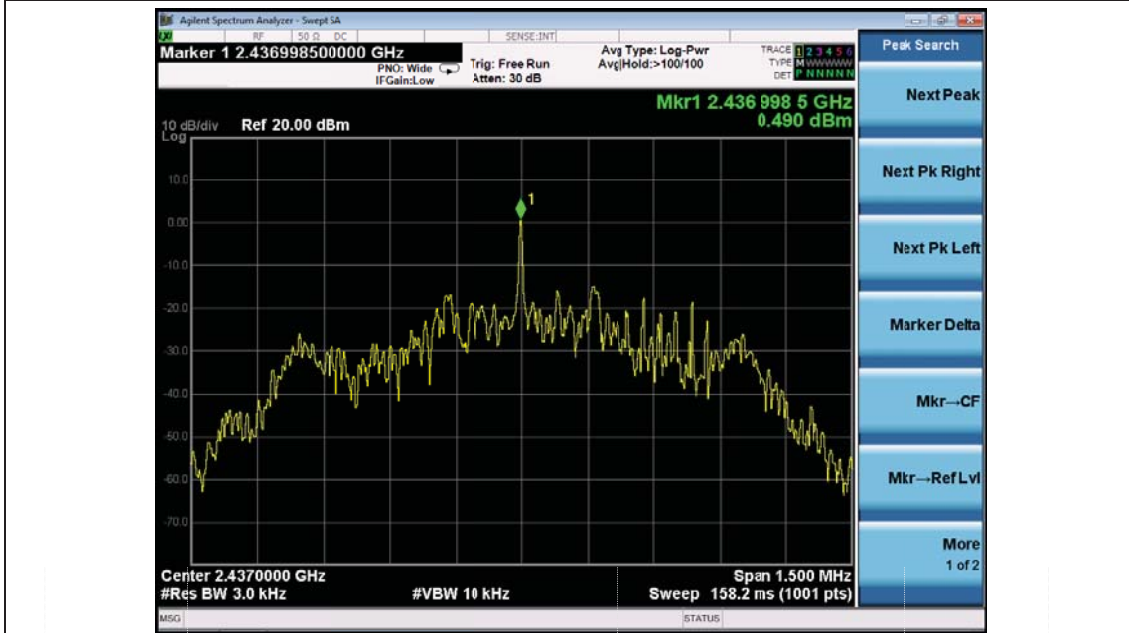 Agilent Spectrum Analyzer - Swept SA
RF 50 Ω DC SENSE:INT
Marker 1 2.436998500000 GHz
PNO: Wide
IFGain:Low
Trig: Free Run
Atten: 30 dB
Avg Type: Log-Pwr
Avg|Hold:>100/100
TRACE 1 2 3 4 5 6
TYPE M WWWWW
DET P N N N N N
Peak Search
Mkr1 2.436 998 5 GHz
0.490 dBm
10 dB/div Ref 20.00 dBm
Log
10.0
0.00
-10.0
-20.0
-30.0
-40.0
-50.0
-60.0
-70.0
1
Center 2.4370000 GHz
Span 1.500 MHz
#Res BW 3.0 kHz
#VBW 10 kHz
Sweep 158.2 ms (1001 pts)
MSG
STATUS
Next Peak
Next Pk Right
Next Pk Left
Marker Delta
Mkr→CF
Mkr→Ref Lvl
More
1 of 2